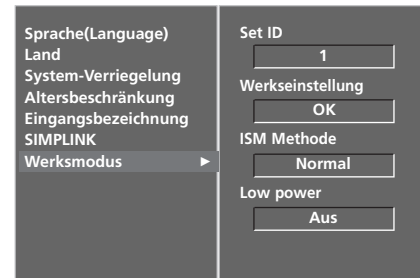 Sprache(Language)
Land
System-Verriegelung
Altersbeschränkung
Eingangsbezeichnung
SIMPLINK
Werksmodus ►
Set ID
1
Werkseinstellung
OK
ISM Methode
Normal
Low power
Aus